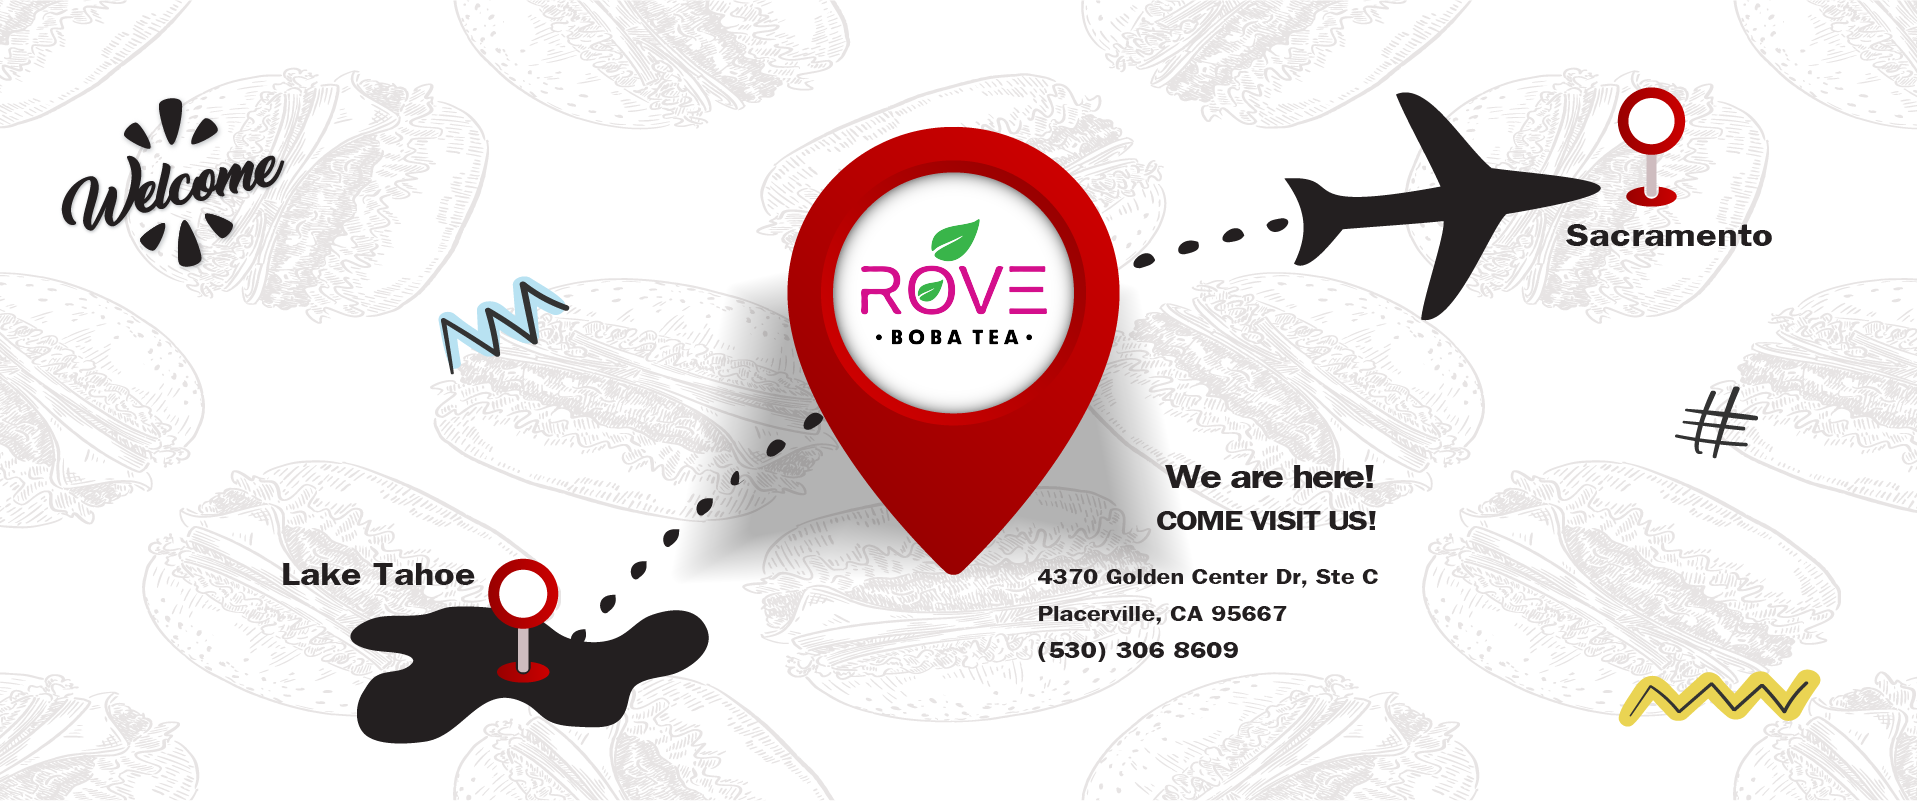 Welcome
Sacramento
ROVE
• BOBA TEA •
We are here!
COME VISIT US!
Lake Tahoe
4370 Golden Center Dr, Ste C
Placerville, CA 95667
(530) 306 8609